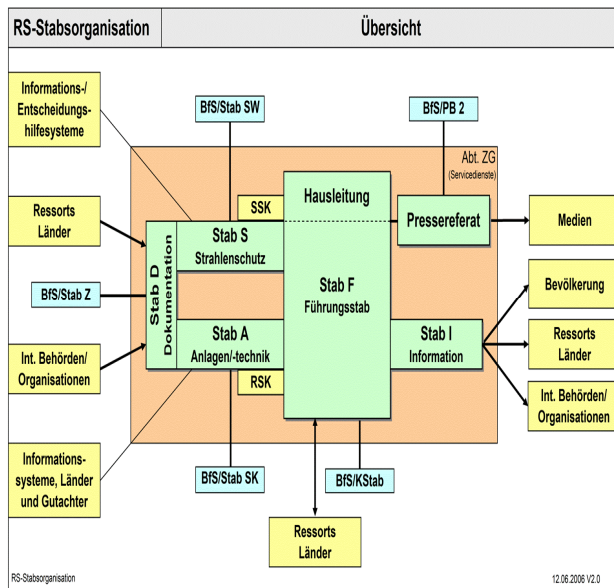 RS-Stabsorganisation
Übersicht
Informations-/
Entscheidungs-
hilfesysteme
BfS/Stab SW
BfS/PB 2
Abt. ZG
(Servicedienste)
SSK
Hausleitung
Ressorts
Länder
Stab S
Strahlenschutz
Pressereferat
Medien
Stab D
Dokumentation
BfS/Stab Z
Stab F
Führungsstab
Bevölkerung
Stab A
Anlagen/-technik
Stab I
Information
Ressorts
Länder
Int. Behörden/
Organisationen
RSK
Int. Behörden/
Organisationen
Informations-
systeme, Länder
und Gutachter
BfS/Stab SK
BfS/KStab
Ressorts
Länder
RS-Stabsorganisation
12.06.2006 V2.0